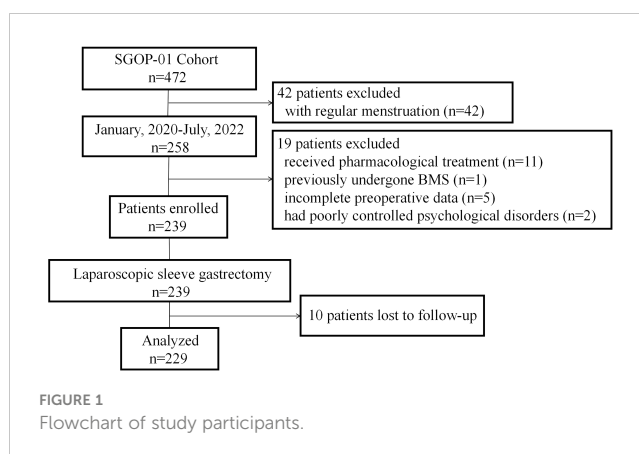 SGOP-01 Cohort
n=472
42 patients excluded
with regular menstruation (n=42)
January, 2020-July, 2022
n=258
19 patients excluded
received pharmacological treatment (n=11)
previously undergone BMS (n=1)
incomplete preoperative data (n=5)
had poorly controlled psychological disorders (n=2)
Patients enrolled
n=239
Laparoscopic sleeve gastrectomy
n=239
10 patients lost to follow-up
Analyzed
n=229
FIGURE 1
Flowchart of study participants.